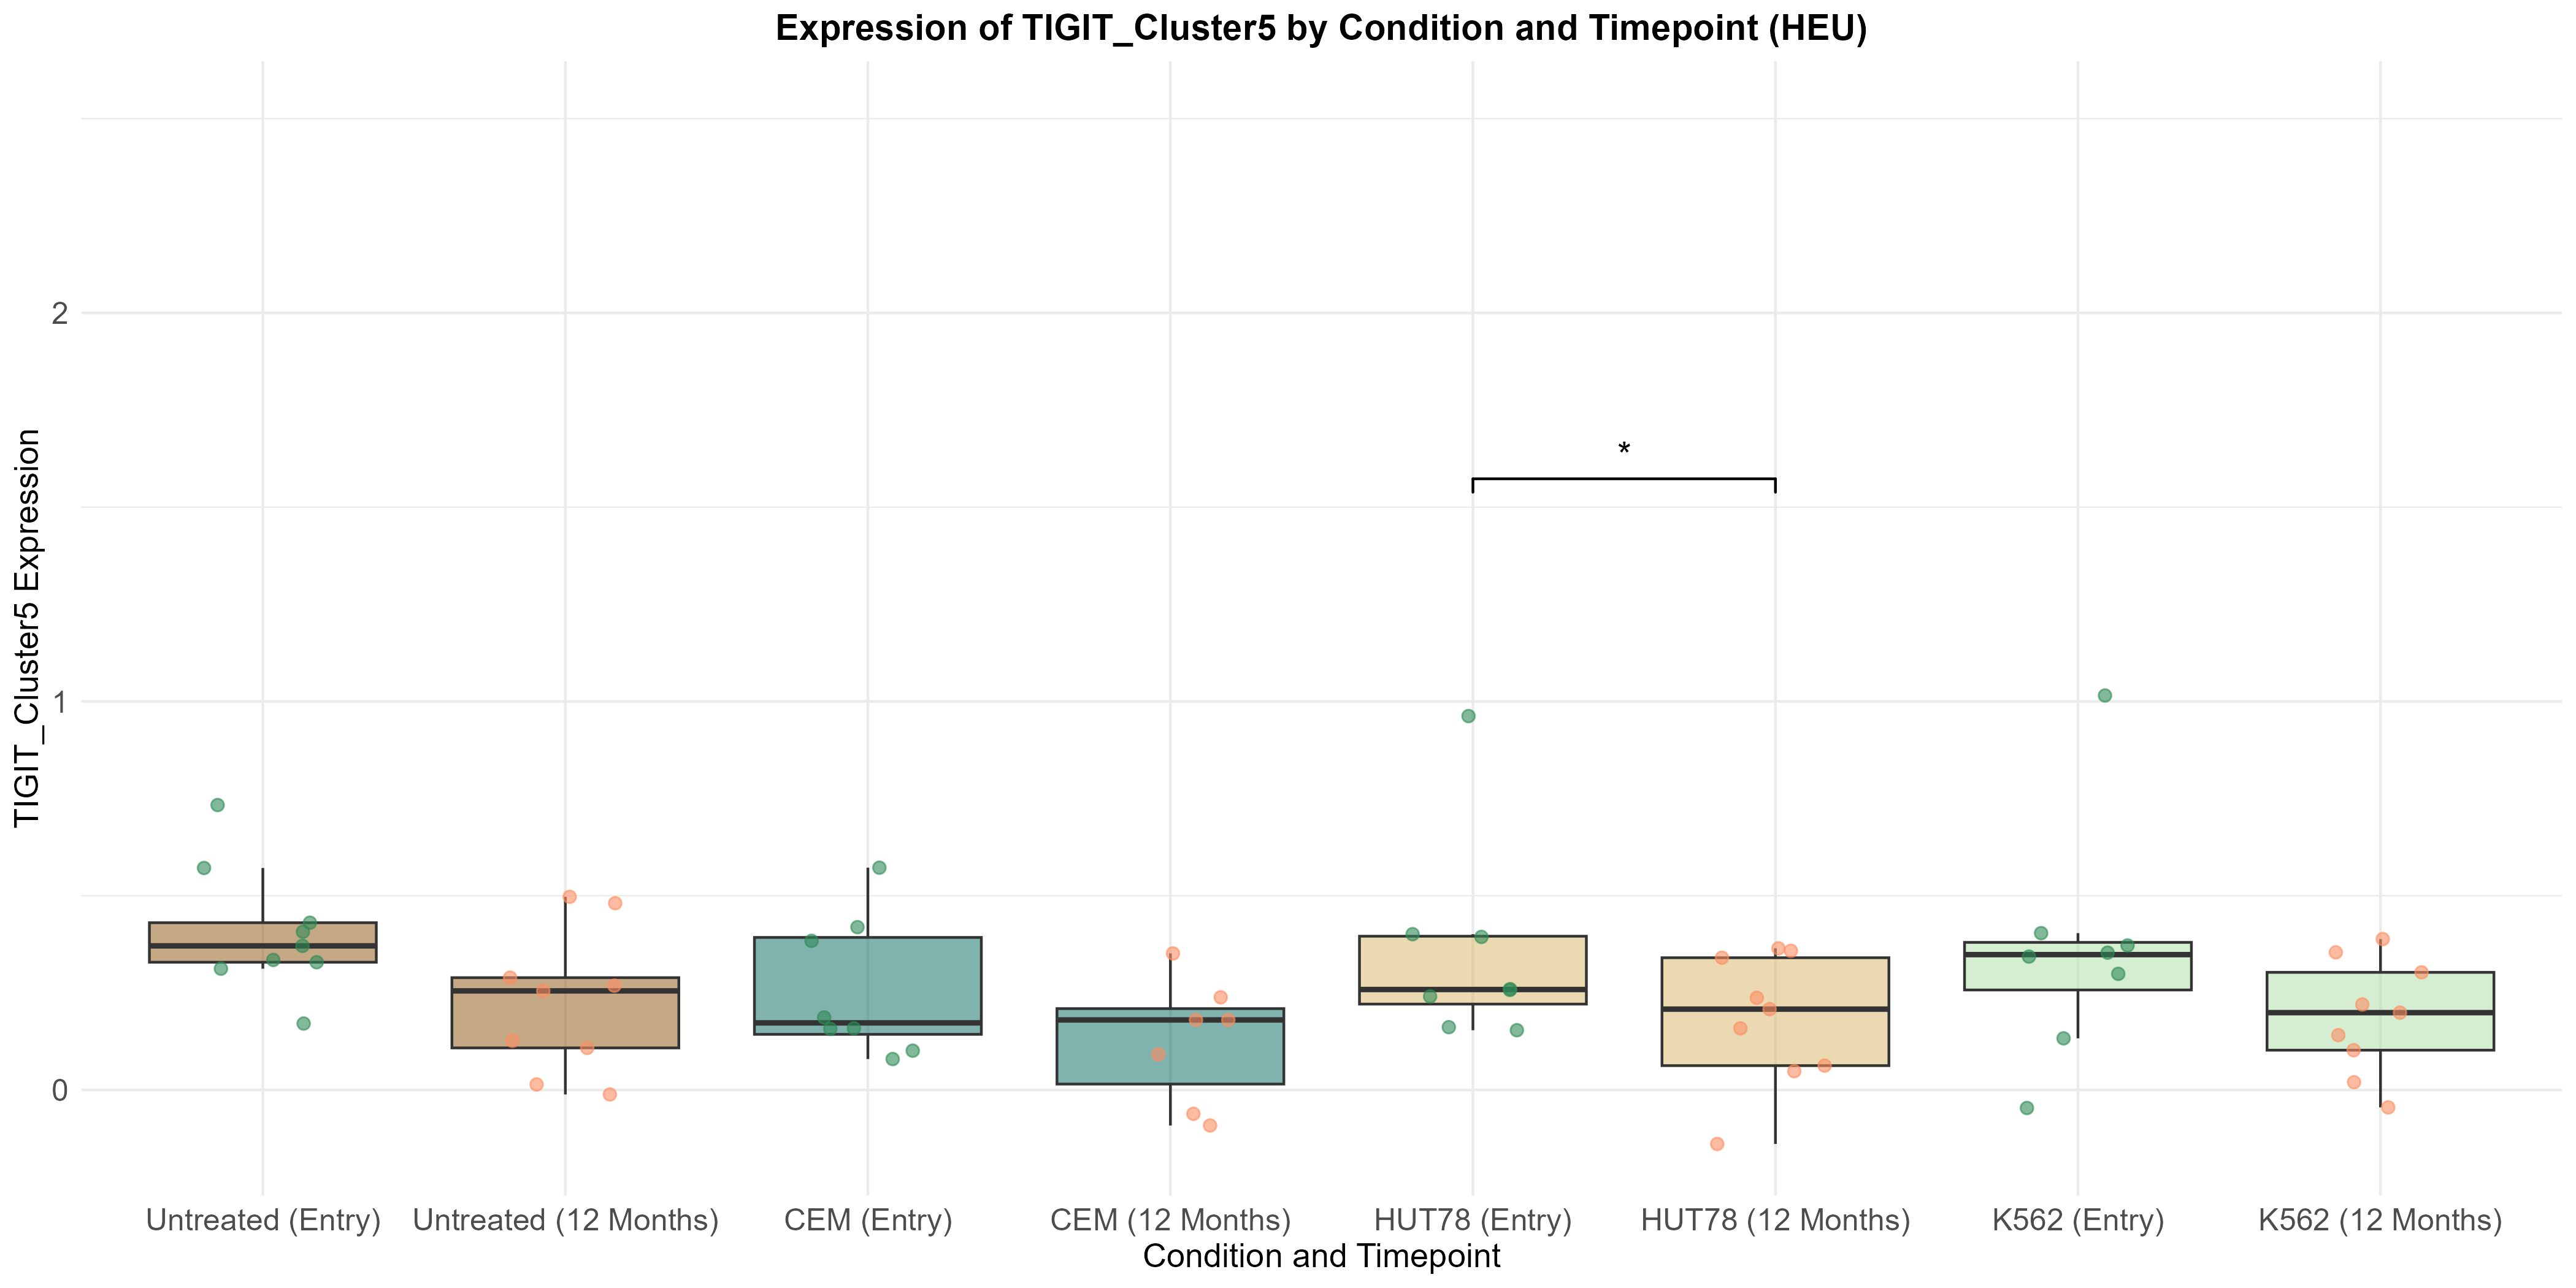 Expression of TIGIT_Cluster5 by Condition and Timepoint (HEU)
TIGIT_Cluster5 Expression
2
1
0
*
Untreated (Entry)
Untreated (12 Months)
CEM (Entry)
CEM (12 Months)
HUT78 (Entry)
HUT78 (12 Months)
K562 (Entry)
K562 (12 Months)
Condition and Timepoint